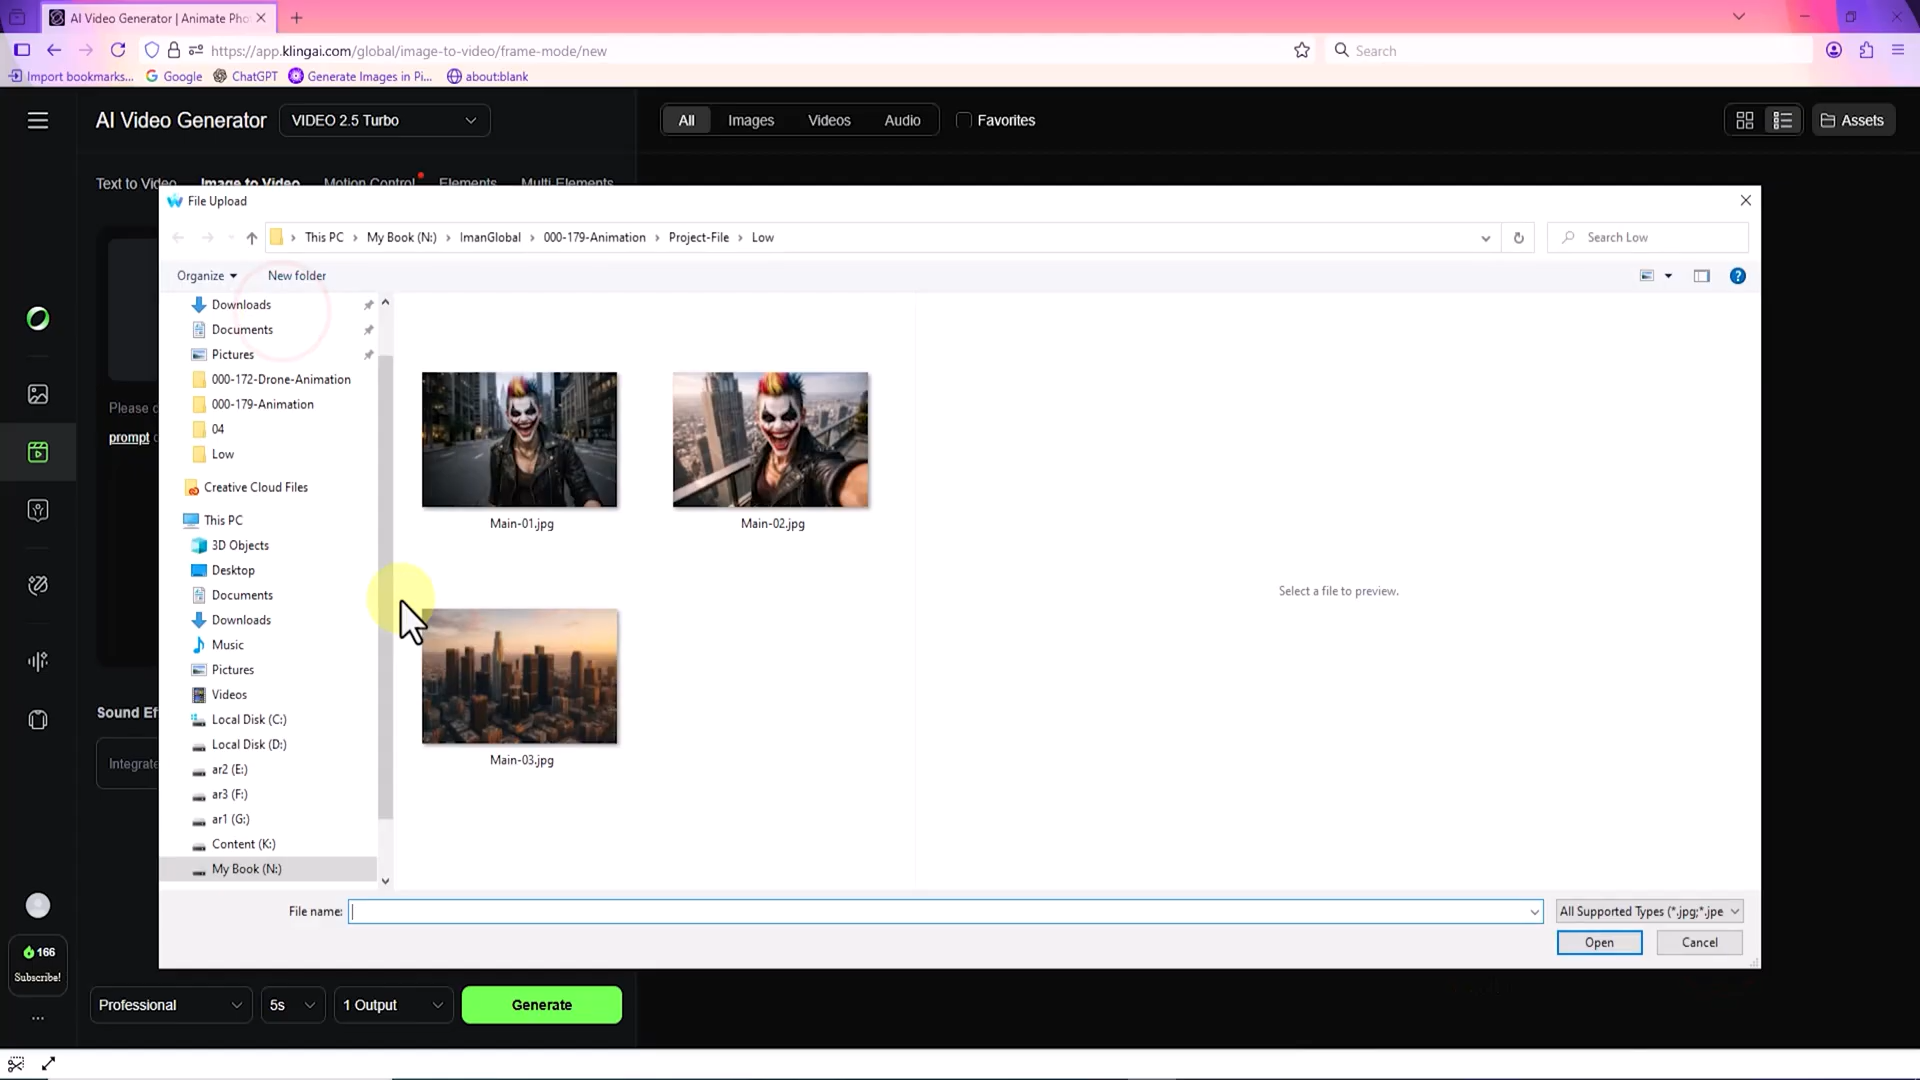 AI Video Generator | Animate Pho
https://app.klingai.com/global/image-to-video/frame-mode/new
Search
Import bookmarks...
Google
ChatGPT
Generate Images in Pi...
about:blank
AI Video Generator
VIDEO 2.5 Turbo
All
Images
Videos
Audio
Favorites
Assets
Text to Video
Image to Video
Motion Control
Elements
Multi-Elements
File Upload
This PC
My Book (N:)
ImanGlobal
000-179-Animation
Project-File
Low
Search Low
Organize
New folder
Downloads
Documents
Pictures
000-172-Drone-Animation
000-179-Animation
04
Low
Creative Cloud Files
This PC
3D Objects
Desktop
Documents
Downloads
Music
Pictures
Videos
Local Disk (C:)
Local Disk (D:)
ar2 (E:)
ar3 (F:)
ar1 (G:)
Content (K:)
My Book (N:)
Main-01.jpg
Main-02.jpg
Main-03.jpg
Select a file to preview.
Please
prompt
Sound Ef
Integrate
File name:
All Supported Types (*.jpg;*.jpe
Open
Cancel
166
Subscribe!
Professional
5s
1 Output
Generate